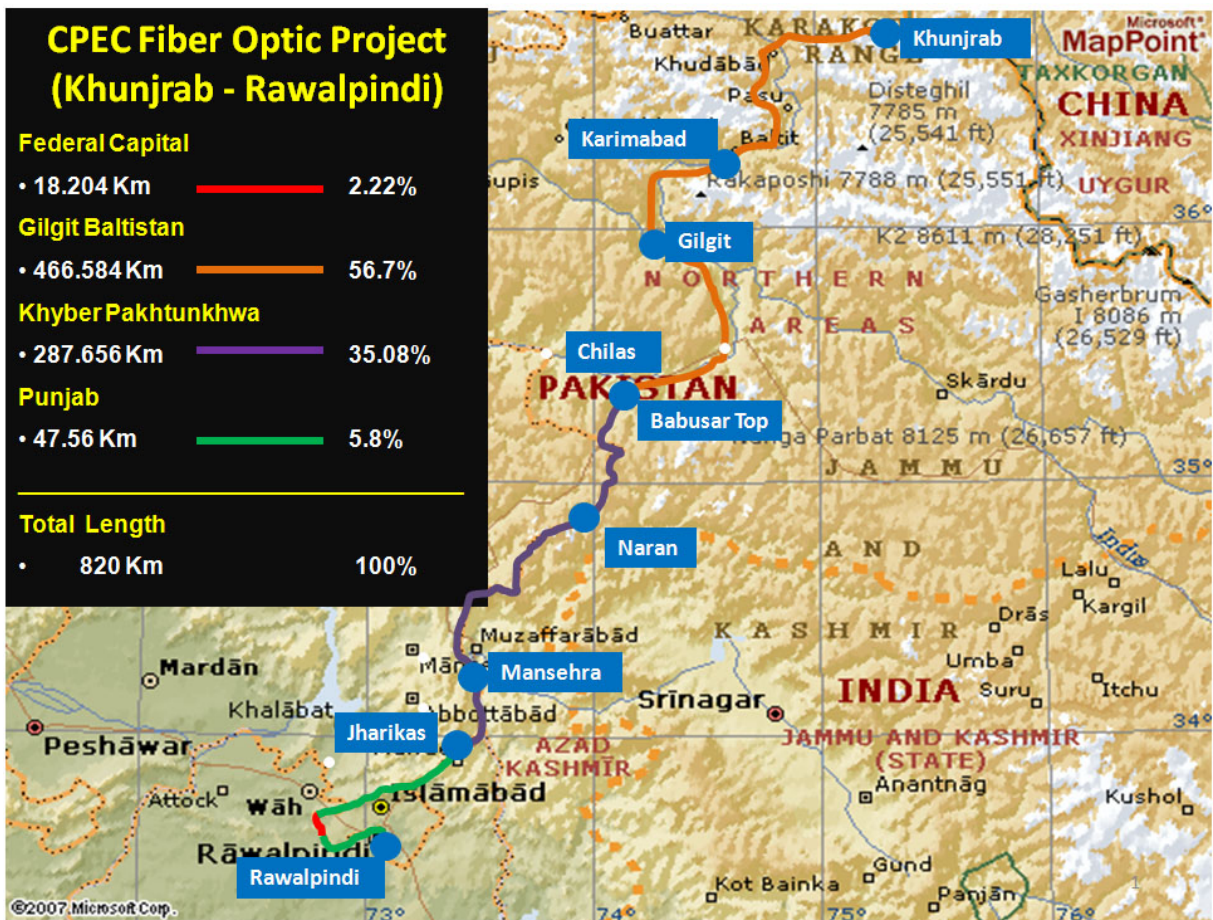 CPEC Fiber Optic Project
(Khunjrab - Rawalpindi)
Federal Capital
• 18.204 Km 2.22%
Gilgit Baltistan
• 466.584 Km 56.7%
Khyber Pakhtunkhwa
• 287.656 Km 35.08%
Punjab
• 47.56 Km 5.8%
Total Length
• 820 Km 100%
Buattar
KARAK
RANGE
Khunjrab
Microsoft®
MapPoint®
Khudābād
TAXKORGAN
Pasu
Disteghil
7785 m
(25,541 ft)
CHINA
XINJIANG
UYGUR
Karimabad
Baltit
Rakaposhi 7788 m (25,551 ft)
36°
Gilgit
K2 8611 m (28,251 ft)
NORTHERN
AREAS
Gasherbrum
I 8086 m
(26,529 ft)
Chilas
PAKISTAN
Skārdu
Babusar Top
Nanga Parbat 8125 m (26,657 ft)
JAMMU
35°
Naran
AND
Indus
Lalu
Kargil
Drās
KASHMIR
Muzaffarābād
Umba
Mardān
Mansehra
Srīnagar
INDIA
Suru
Itchu
Khalābat
Abbottābād
34°
Jharikas
Peshāwar
AZAD
KASHMĪR
JAMMU AND KASHMIR
(STATE)
Anantnāg
Attock
Wāh
Islāmābād
Kushol
Rāwalpindi
Rawalpindi
Gund
Kot Bainka
Panjān
1
©2007 Microsoft Corp.
73°
74°
75°
76°